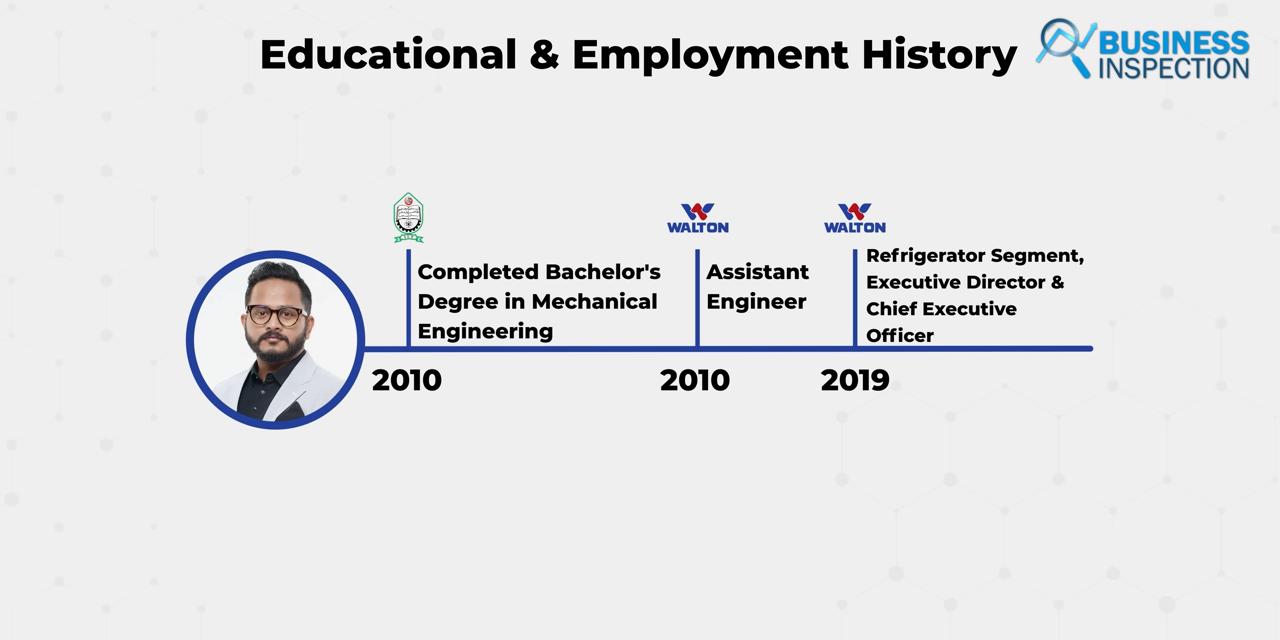 Educational & Employment History
BUSINESS
INSPECTION
WALTON
WALTON
Completed Bachelor's
Degree in Mechanical
Engineering
Assistant
Engineer
Refrigerator Segment,
Executive Director &
Chief Executive
Officer
2010
2010
2019